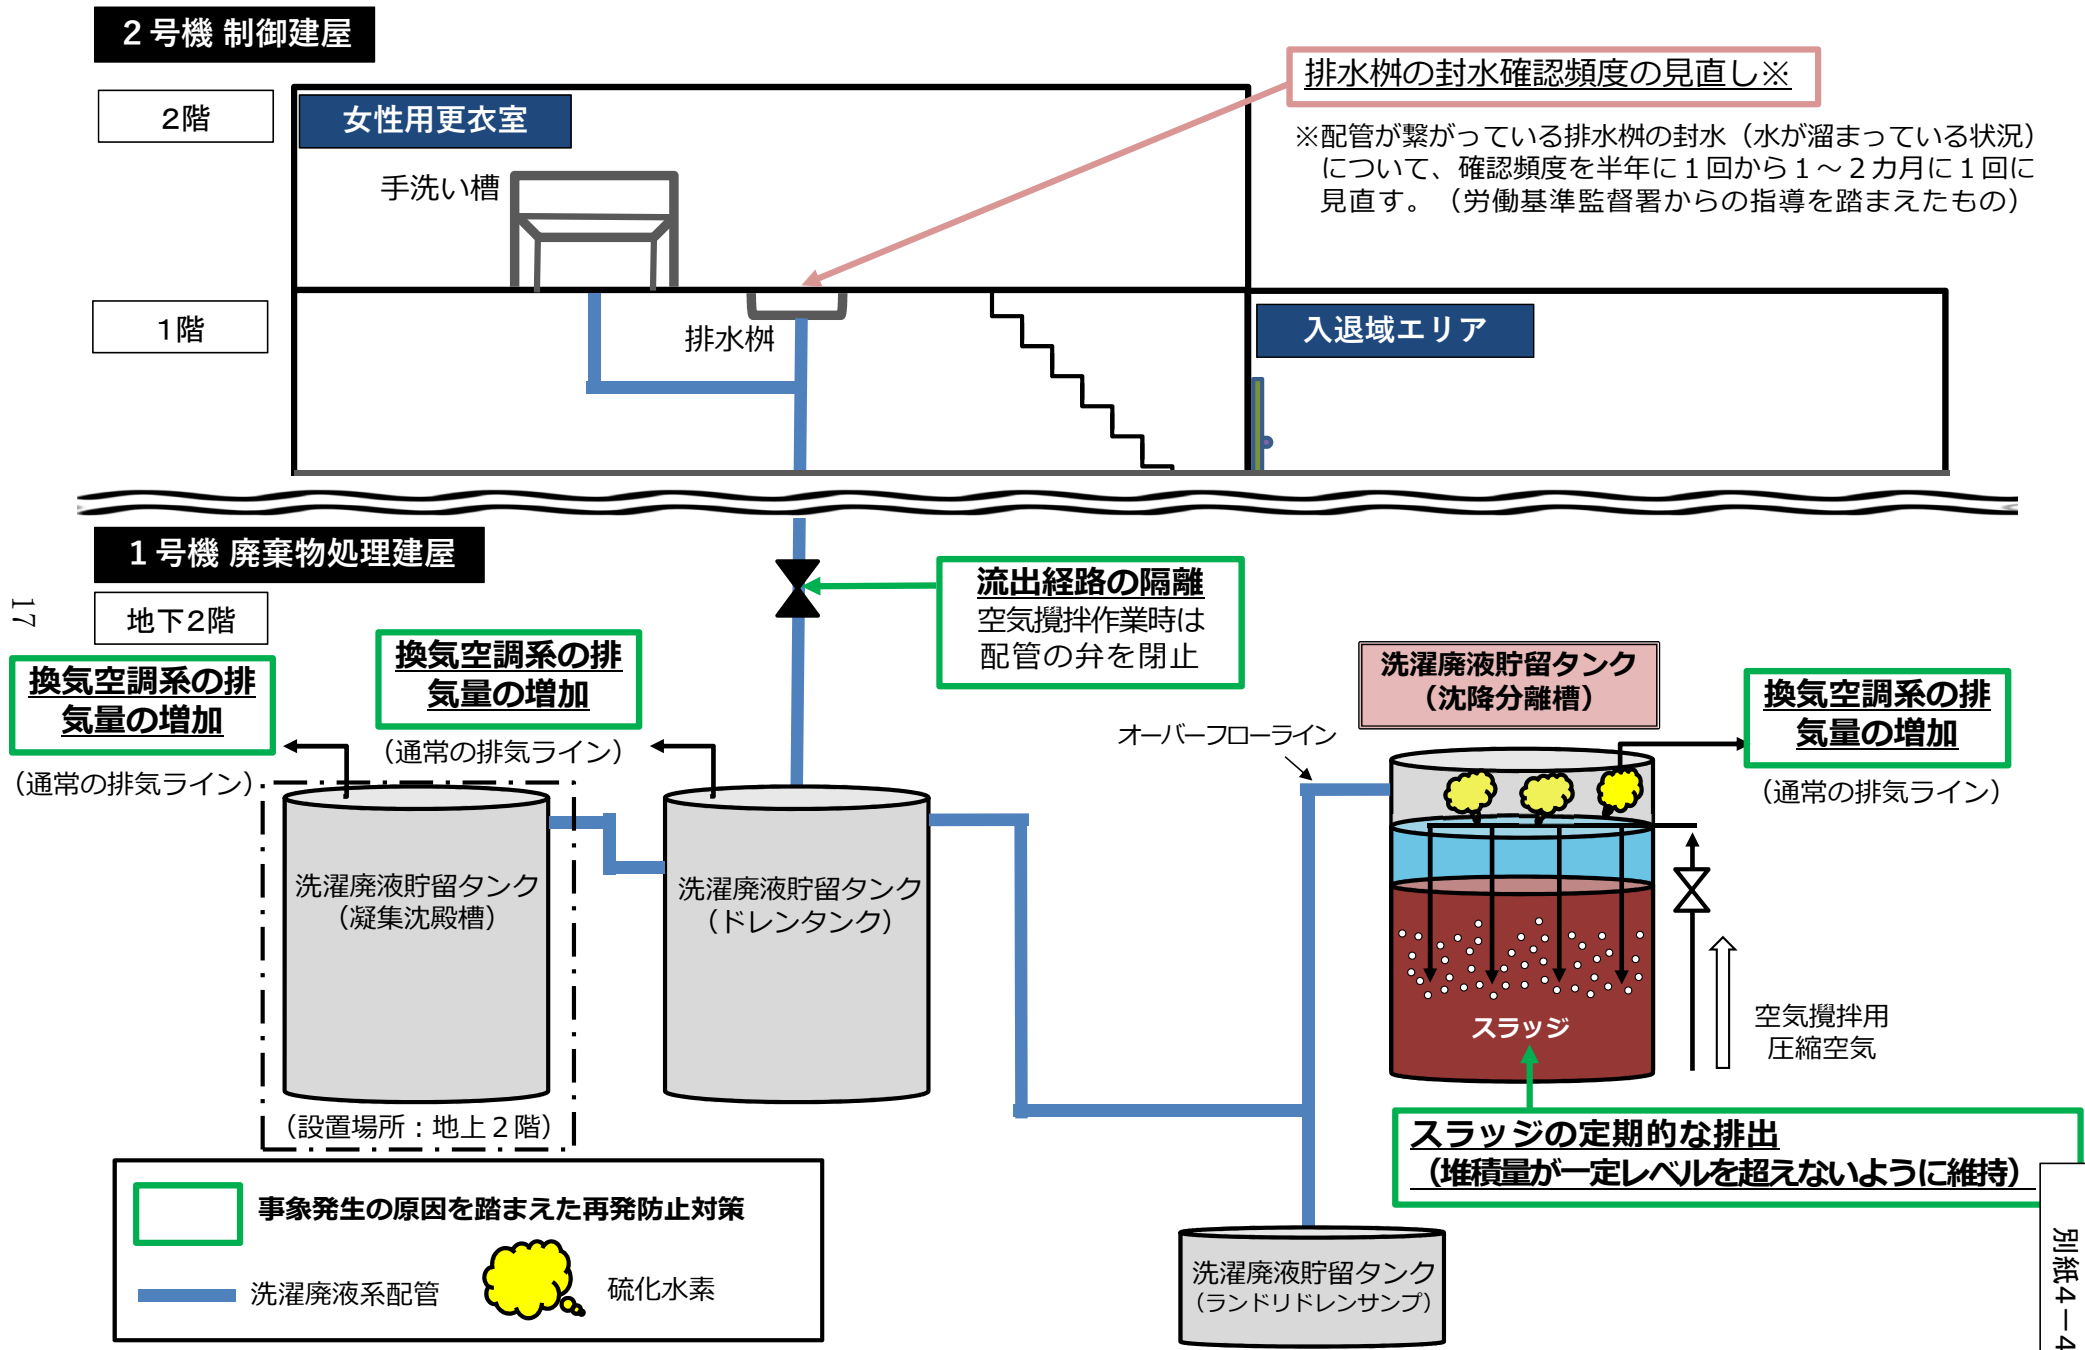 ２号機 制御建屋
排水桝の封水確認頻度の見直し※
2階
女性用更衣室
※配管が繋がっている排水桝の封水（水が溜まっている状況）
について、確認頻度を半年に１回から１～２カ月に１回に
見直す。（労働基準監督署からの指導を踏まえたもの）
手洗い槽
1階
排水桝
入退域エリア
１号機 廃棄物処理建屋
地下2階
17
流出経路の隔離
空気攪拌作業時は
配管の弁を閉止
換気空調系の排
気量の増加
（通常の排気ライン）
換気空調系の排
気量の増加
（通常の排気ライン）
洗濯廃液貯留タンク
（沈降分離槽）
換気空調系の排
気量の増加
（通常の排気ライン）
オーバーフローライン
洗濯廃液貯留タンク
（凝集沈殿槽）
洗濯廃液貯留タンク
（ドレンタンク）
スラッジ
空気攪拌用
圧縮空気
（設置場所：地上２階）
スラッジの定期的な排出
（堆積量が一定レベルを超えないように維持）
事象発生の原因を踏まえた再発防止対策
洗濯廃液系配管
硫化水素
洗濯廃液貯留タンク
（ランドリドレンサンプ）
別紙4－4